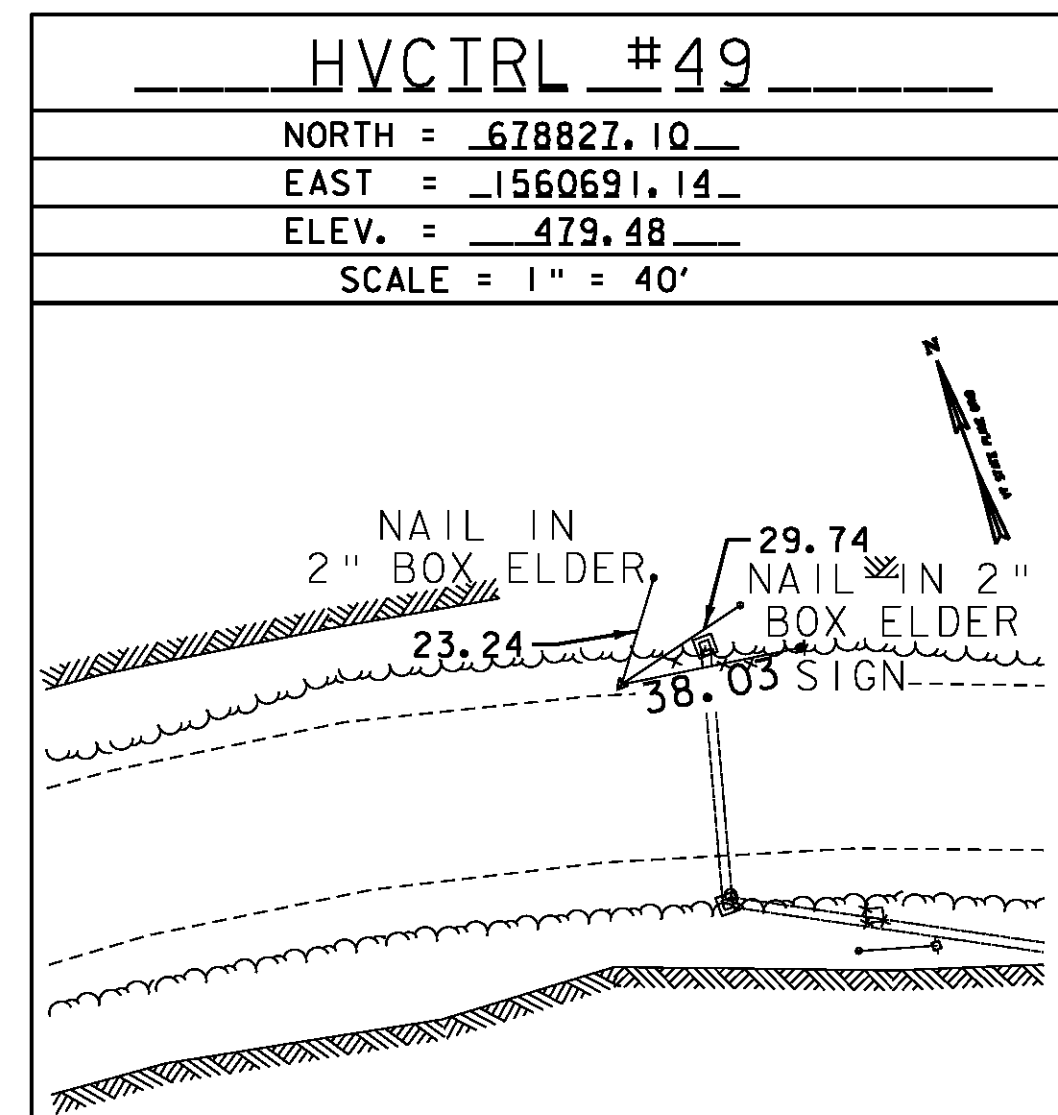 HVCTRL #49
NORTH = 678827.10
EAST = 1560691.14
ELEV. = 479.48
SCALE = 1" = 40'
N
NAIL IN
2" BOX ELDER
29.74
NAIL IN 2"
BOX ELDER
23.24
38.03 SIGN